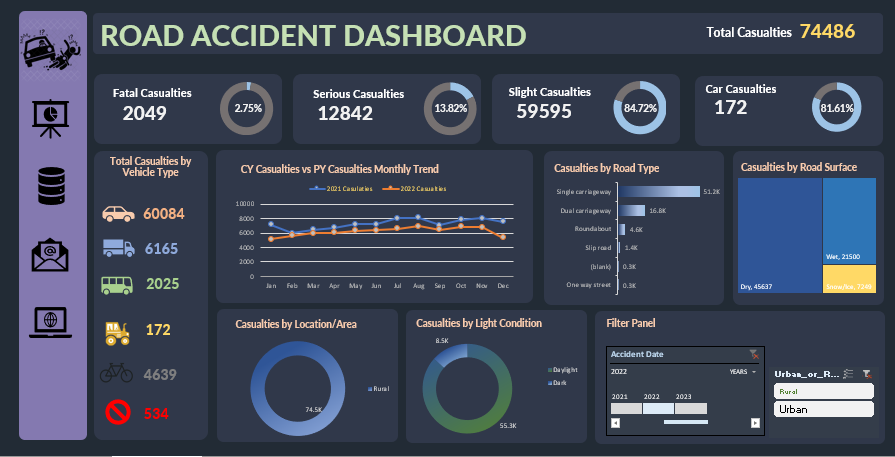 ROAD ACCIDENT DASHBOARD
Total Casualties 74486
Fatal Casualties
2049
2.75%
Serious Casualties
12842
13.82%
Slight Casualties
59595
84.72%
Car Casualties
172
81.61%
Total Casualties by
Vehicle Type
60084
6165
2025
172
4639
534
CY Casualties vs PY Casualties Monthly Trend
2021 Casualties 2022 Casualties
10000
8000
6000
4000
2000
0
Jan Feb Mar Apr May Jun Jul Aug Sep Oct Nov Dec
Casualties by Road Type
Single carriageway 51.2K
Dual carriageway 16.8K
Roundabout 4.6K
Slip road 1.4K
(blank) 0.3K
One way street 0.3K
Casualties by Road Surface
Dry, 45637
Wet, 21500
Snow/Ice, 7249
Casualties by Location/Area
74.5K
Rural
Casualties by Light Condition
8.5K
55.3K
Daylight
Dark
Filter Panel
Accident Date
2022 YEARS
2021 2022 2023
Urban_or_R...
Rural
Urban